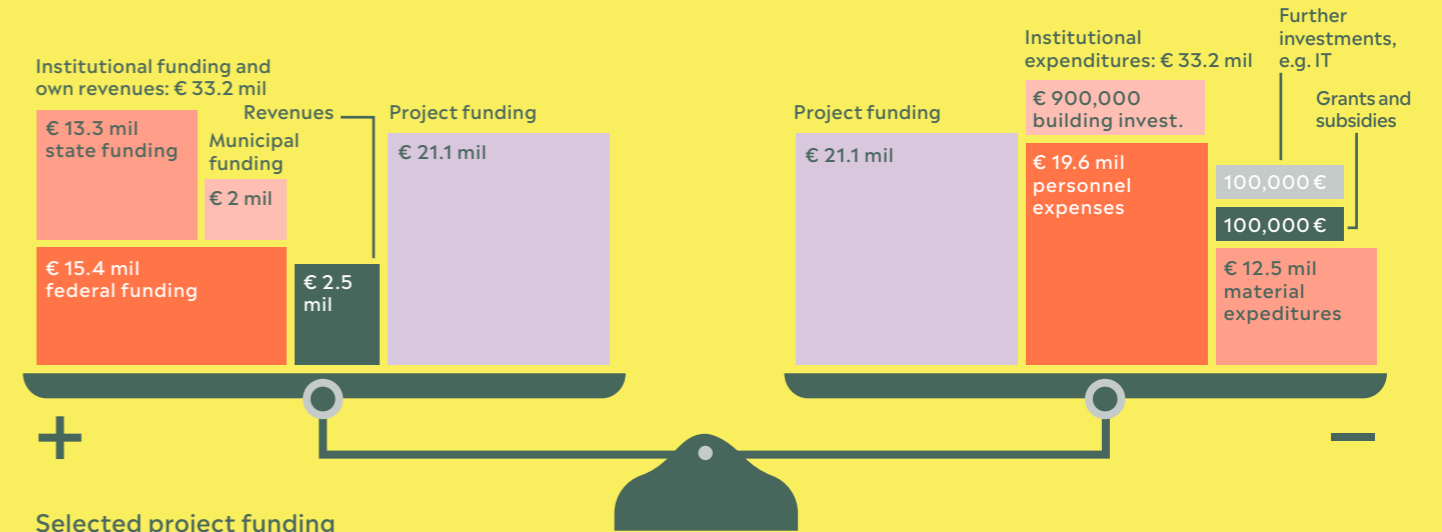 Institutional funding and
own revenues: € 33.2 mil
€ 13.3 mil
state funding
Municipal
funding
€ 2 mil
€ 15.4 mil
federal funding
Revenues
€ 2.5
mil
Project funding
€ 21.1 mil
+
Project funding
€ 21.1 mil
Institutional
expenditures: € 33.2 mil
€ 900,000
building invest.
€ 19.6 mil
personnel
expenses
Further
investments,
e.g. IT
100,000 €
Grants and
subsidies
100,000 €
€ 12.5 mil
material
expeditures
−
Selected project funding